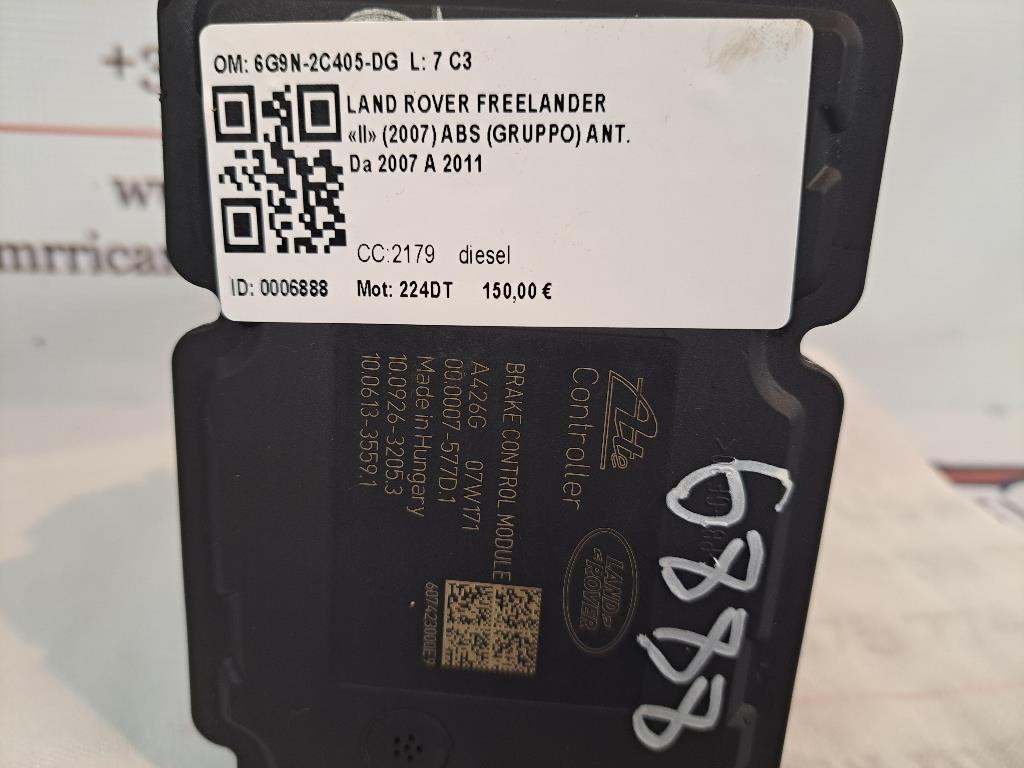 OM: 6G9N-2C405-DG L: 7 C3
LAND ROVER FREELANDER
«II» (2007) ABS (GRUPPO) ANT.
Da 2007 A 2011
CC:2179 diesel
ID: 0006888 Mot: 224DT 150,00 €
Ate
Controller
BRAKE CONTROL MODULE
A426G 07W171
00.0007-577D.1
Made in Hungary
10.0926-3205.3
10.0613-3559.1
LAND
ROVER
6888
mrrican